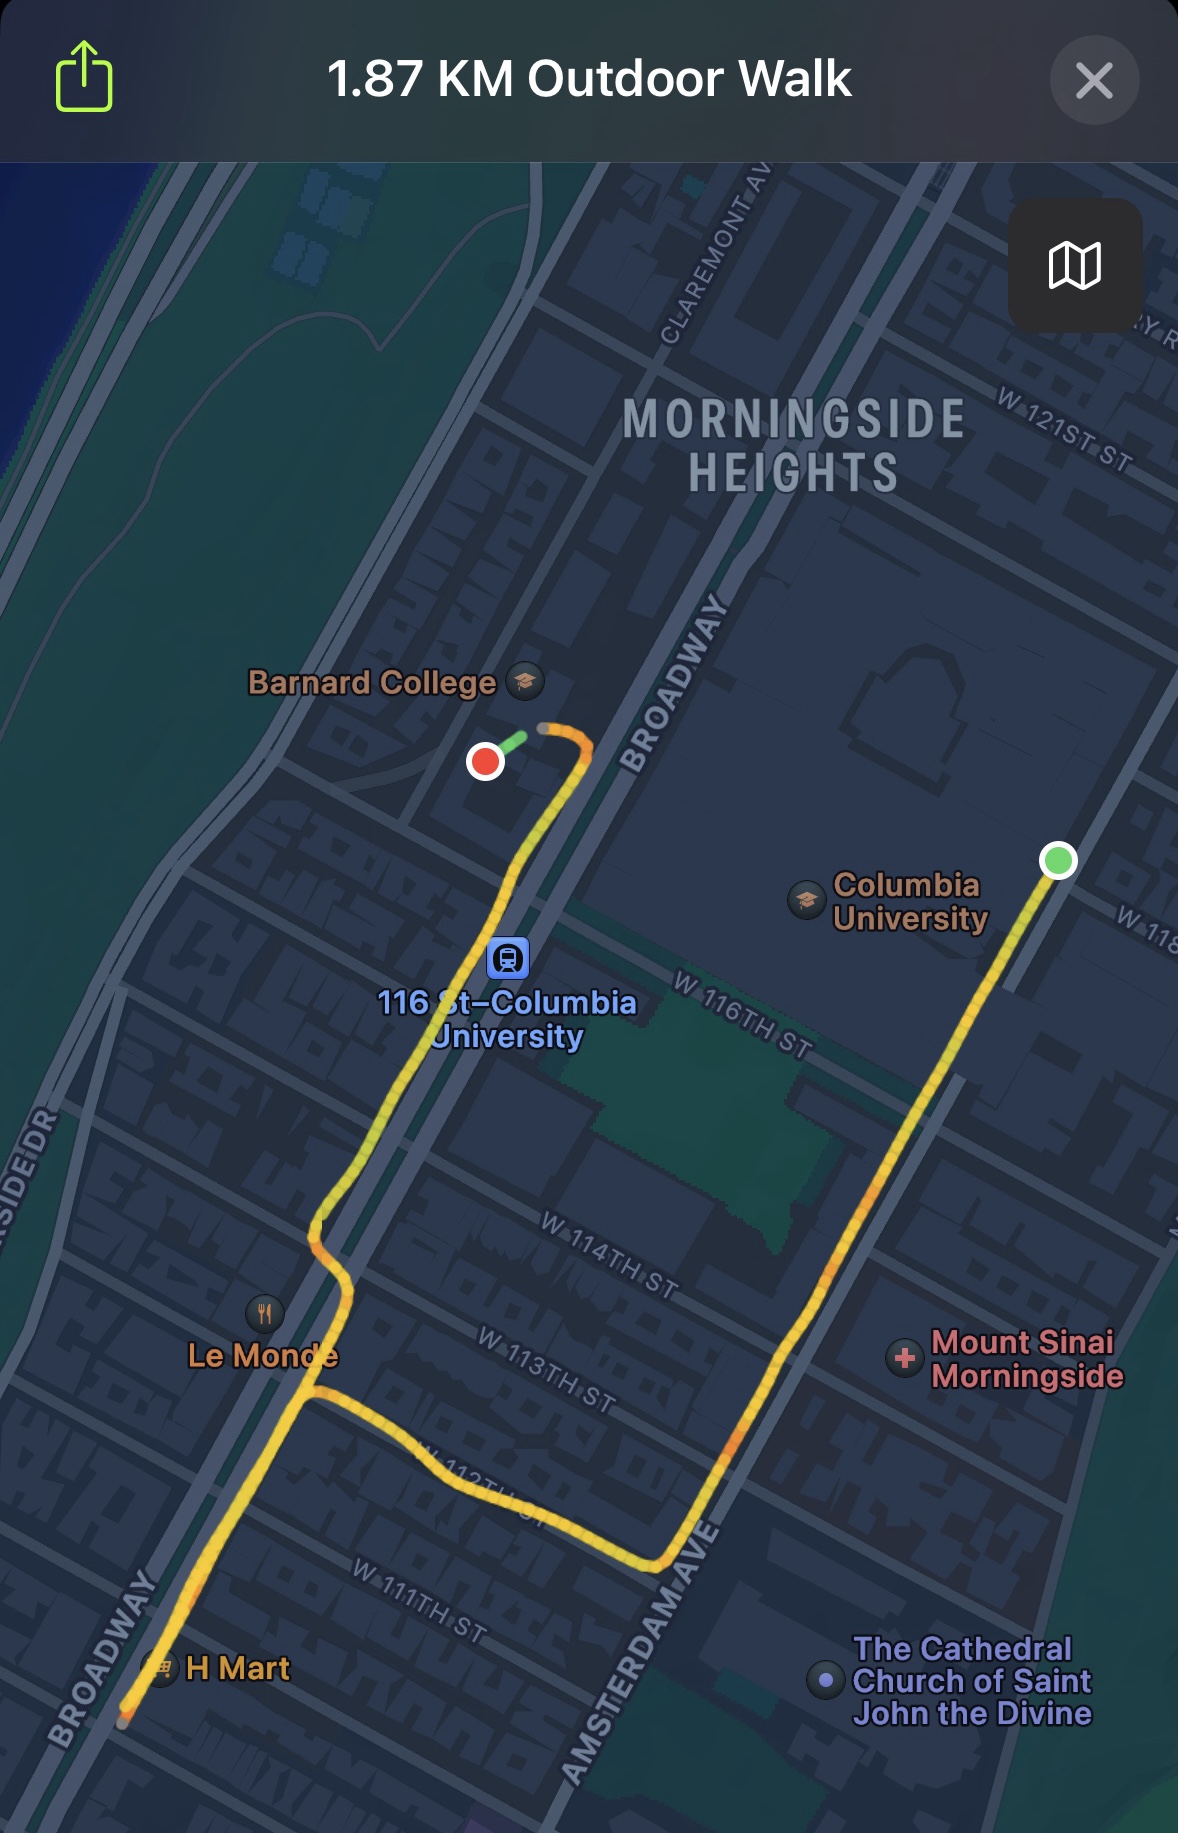 1.87 KM Outdoor Walk
CLAREMONT AV
W 121ST ST
MORNINGSIDE
HEIGHTS
BROADWAY
Barnard College
Columbia
University
W 118
116 St–Columbia
University
W 116TH ST
W 114TH ST
Le Monde
W 113TH ST
Mount Sinai
Morningside
W 112TH ST
W 111TH ST
AMSTERDAM AVE
BROADWAY
H Mart
The Cathedral
Church of Saint
John the Divine